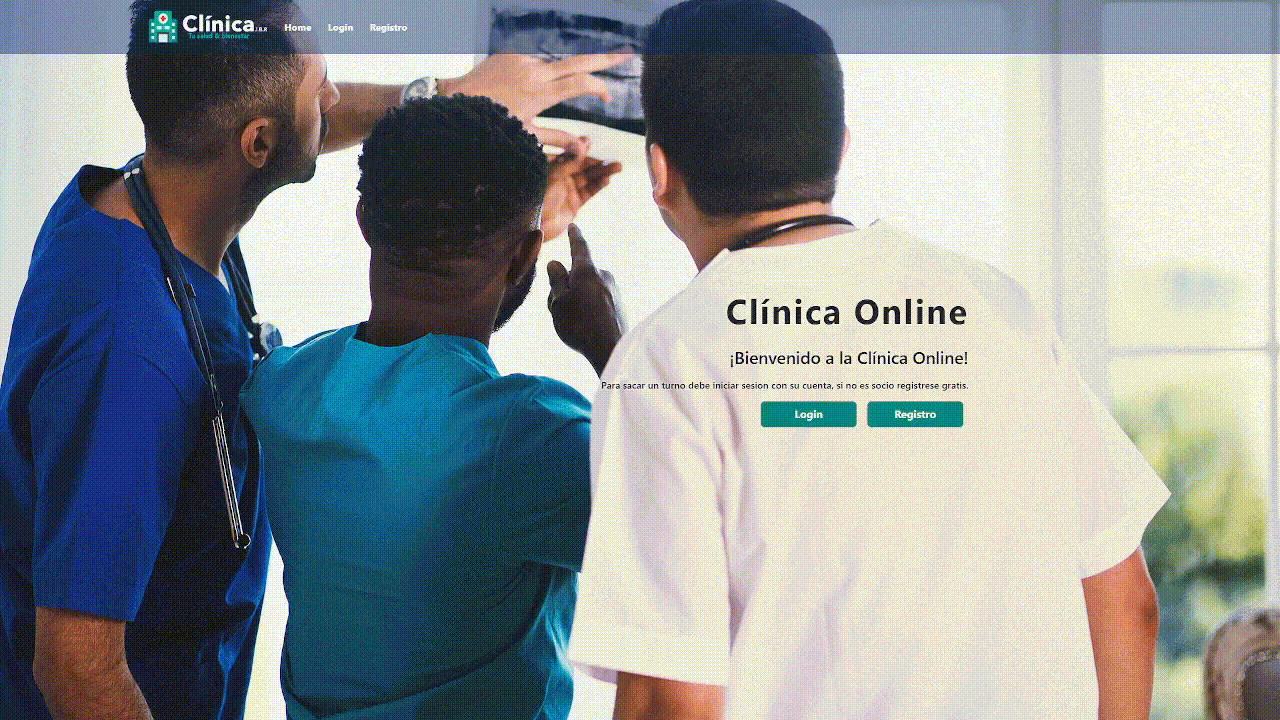 Clínica J.B.R
Tu salud & bienestar
Home Login Registro
Clínica Online
¡Bienvenido a la Clínica Online!
Para sacar un turno debe iniciar sesion con su cuenta, si no es socio registrese gratis.
Login Registro